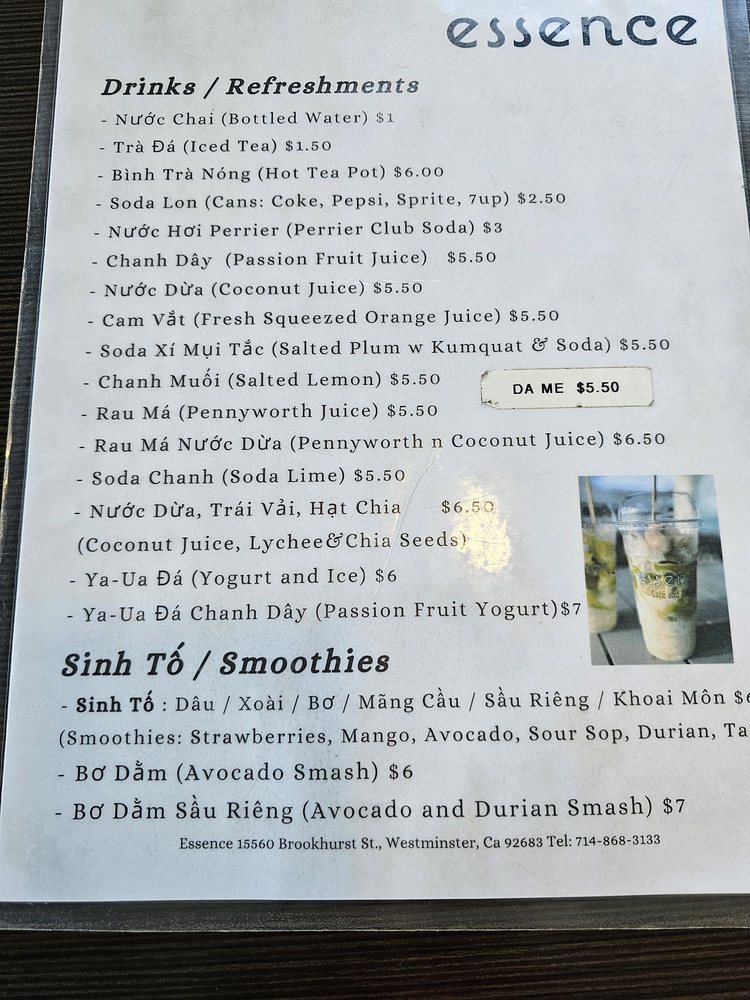 essence
Drinks / Refreshments
- Nước Chai (Bottled Water) $1
- Trà Đá (Iced Tea) $1.50
- Bình Trà Nóng (Hot Tea Pot) $6.00
- Soda Lon (Cans: Coke, Pepsi, Sprite, 7up) $2.50
- Nước Hơi Perrier (Perrier Club Soda) $3
- Chanh Dây (Passion Fruit Juice) $5.50
- Nước Dừa (Coconut Juice) $5.50
- Cam Vắt (Fresh Squeezed Orange Juice) $5.50
- Soda Xí Mụi Tắc (Salted Plum w Kumquat & Soda) $5.50
- Chanh Muối (Salted Lemon) $5.50
DA ME $5.50
- Rau Má (Pennyworth Juice) $5.50
- Rau Má Nước Dừa (Pennyworth n Coconut Juice) $6.50
- Soda Chanh (Soda Lime) $5.50
- Nước Dừa, Trái Vải, Hạt Chia $6.50
(Coconut Juice, Lychee&Chia Seeds)
- Ya-Ua Đá (Yogurt and Ice) $6
- Ya-Ua Đá Chanh Dây (Passion Fruit Yogurt)$7
Sinh Tố / Smoothies
- Sinh Tố : Dâu / Xoài / Bơ / Mãng Cầu / Sầu Riêng / Khoai Môn $6
(Smoothies: Strawberries, Mango, Avocado, Sour Sop, Durian, Ta
- Bơ Dằm (Avocado Smash) $6
- Bơ Dằm Sầu Riêng (Avocado and Durian Smash) $7
Essence 15560 Brookhurst St., Westminster, Ca 92683 Tel: 714-868-3133